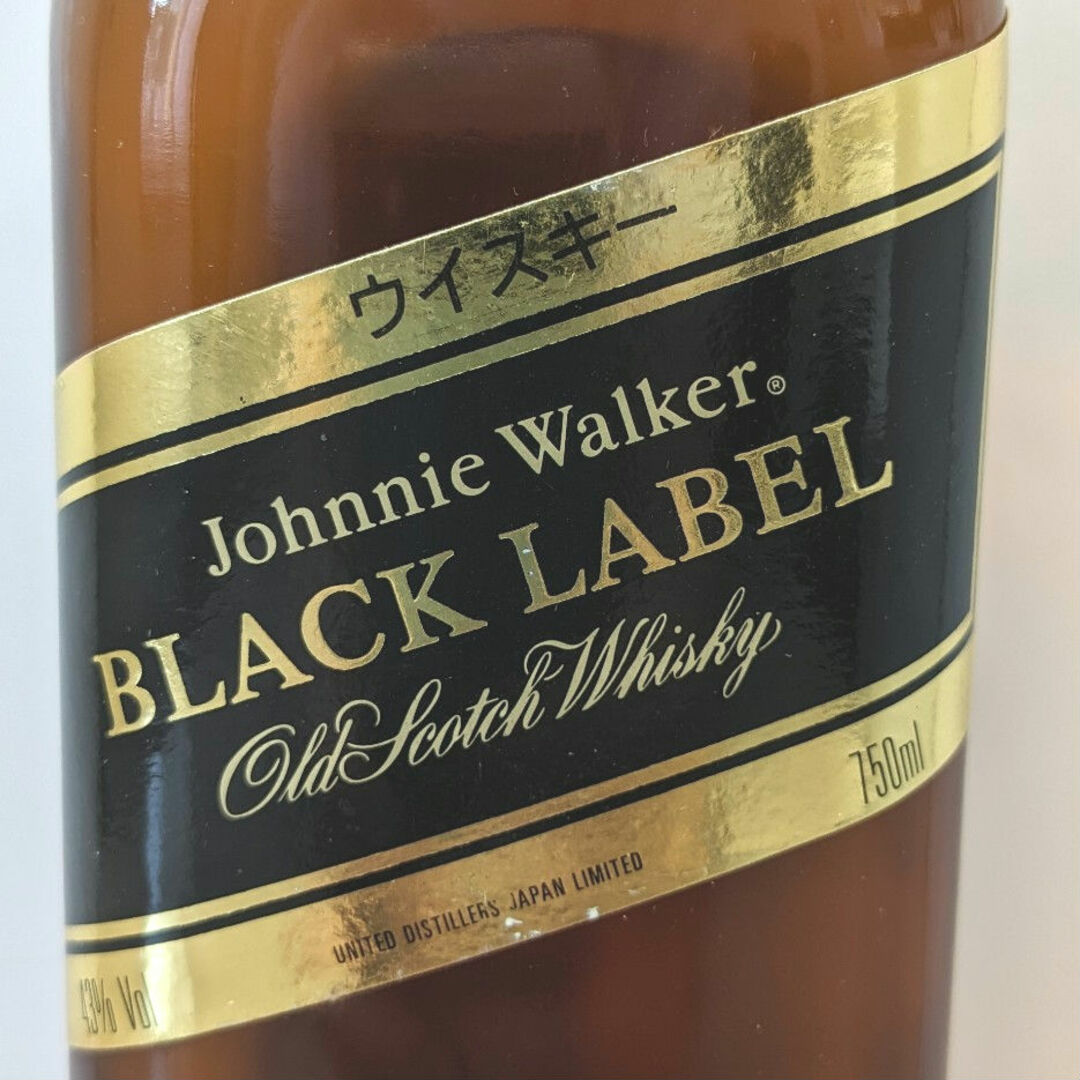 ウイスキー
Johnnie Walker®
BLACK LABEL
Old Scotch Whisky
750ml
UNITED DISTILLERS JAPAN LIMITED
43% Vol